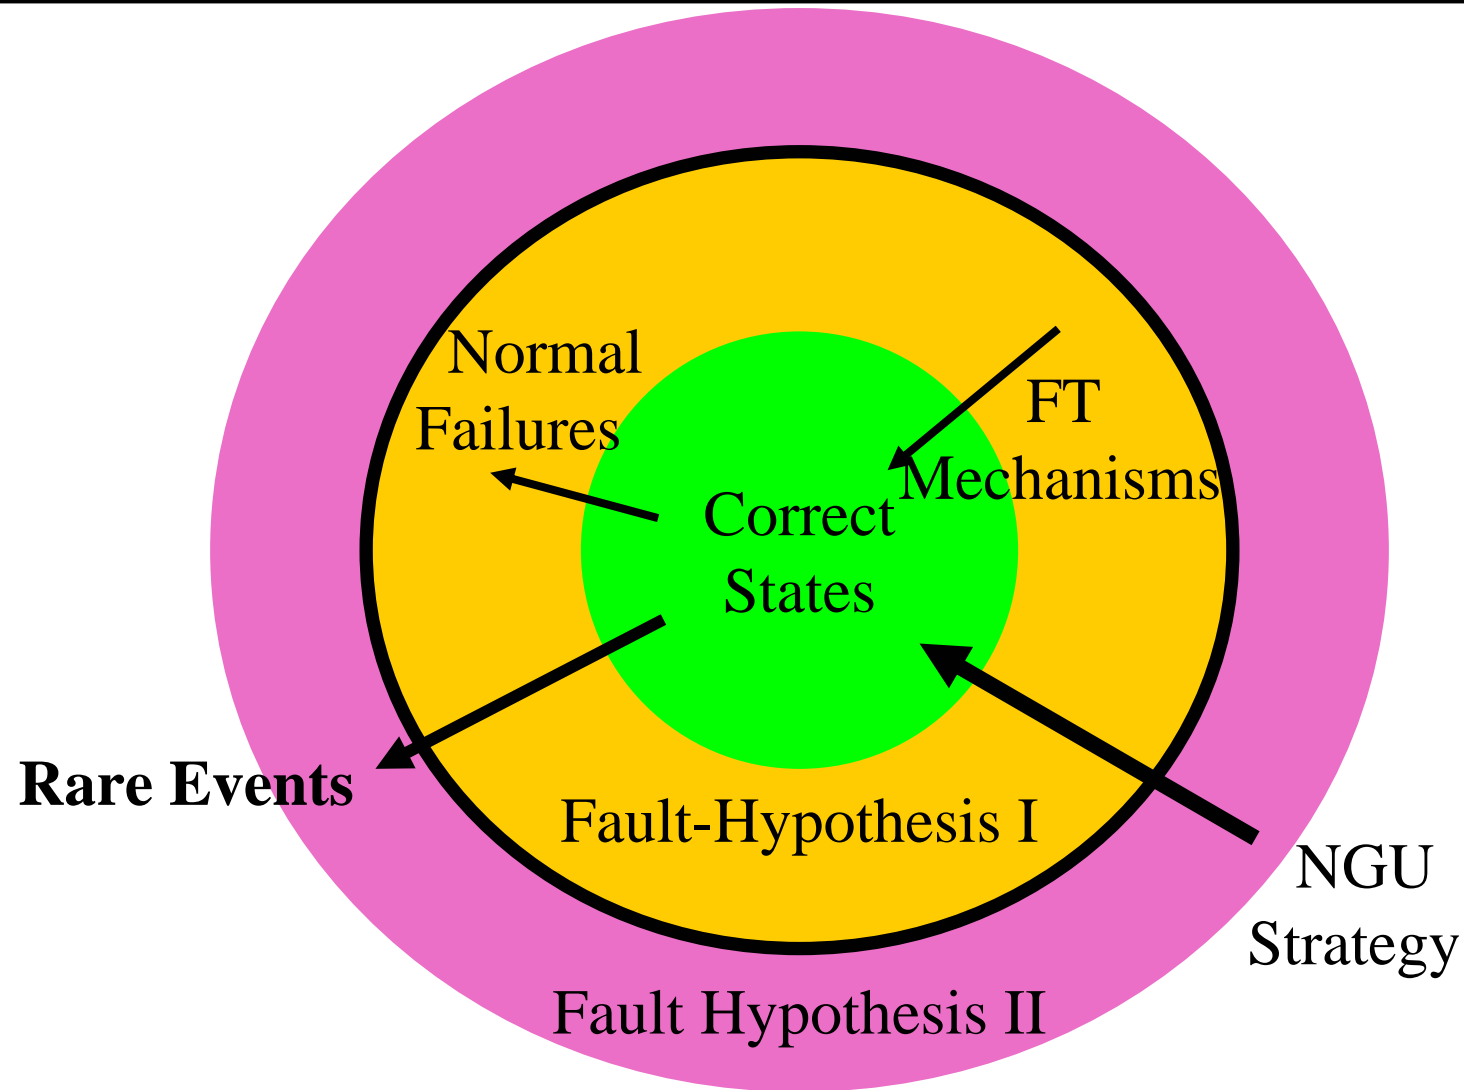 Normal
Failures
FT
Mechanisms
Correct
States
Rare Events
Fault-Hypothesis I
NGU
Strategy
Fault Hypothesis II